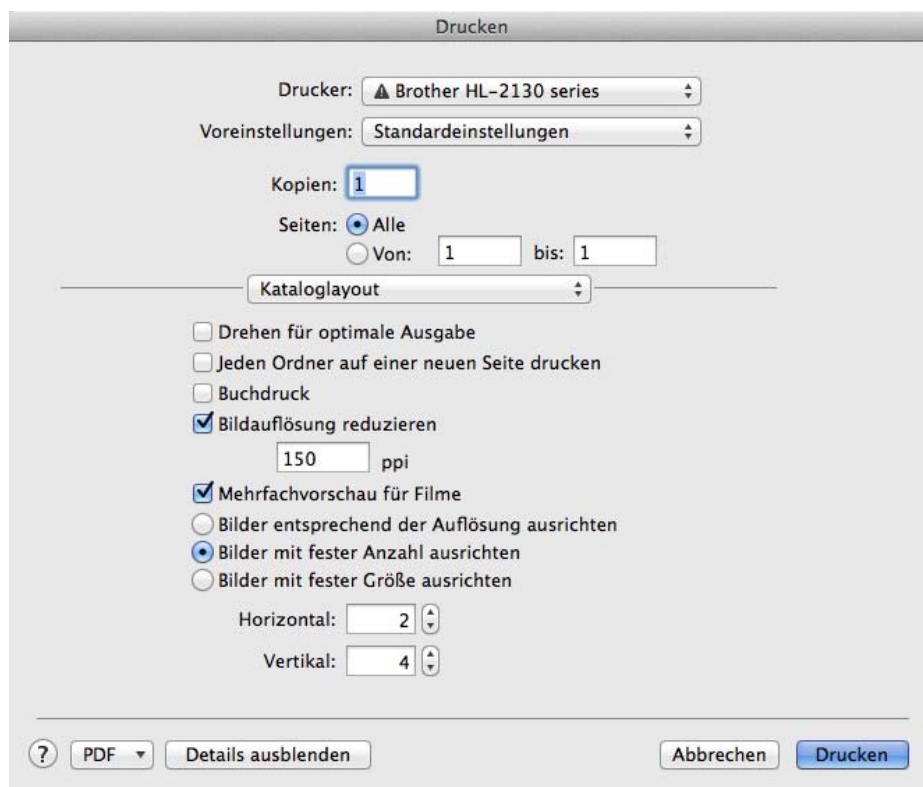 Drucken
Drucker: Brother HL-2130 series
Voreinstellungen: Standardeinstellungen
Kopien: 1
Seiten: Alle
Von: 1 bis: 1
Kataloglayout
Drehen für optimale Ausgabe
Jeden Ordner auf einer neuen Seite drucken
Buchdruck
Bildauflösung reduzieren
150 ppi
Mehrfachvorschau für Filme
Bilder entsprechend der Auflösung ausrichten
Bilder mit fester Anzahl ausrichten
Bilder mit fester Größe ausrichten
Horizontal: 2
Vertikal: 4
? PDF Details ausblenden Abbrechen Drucken